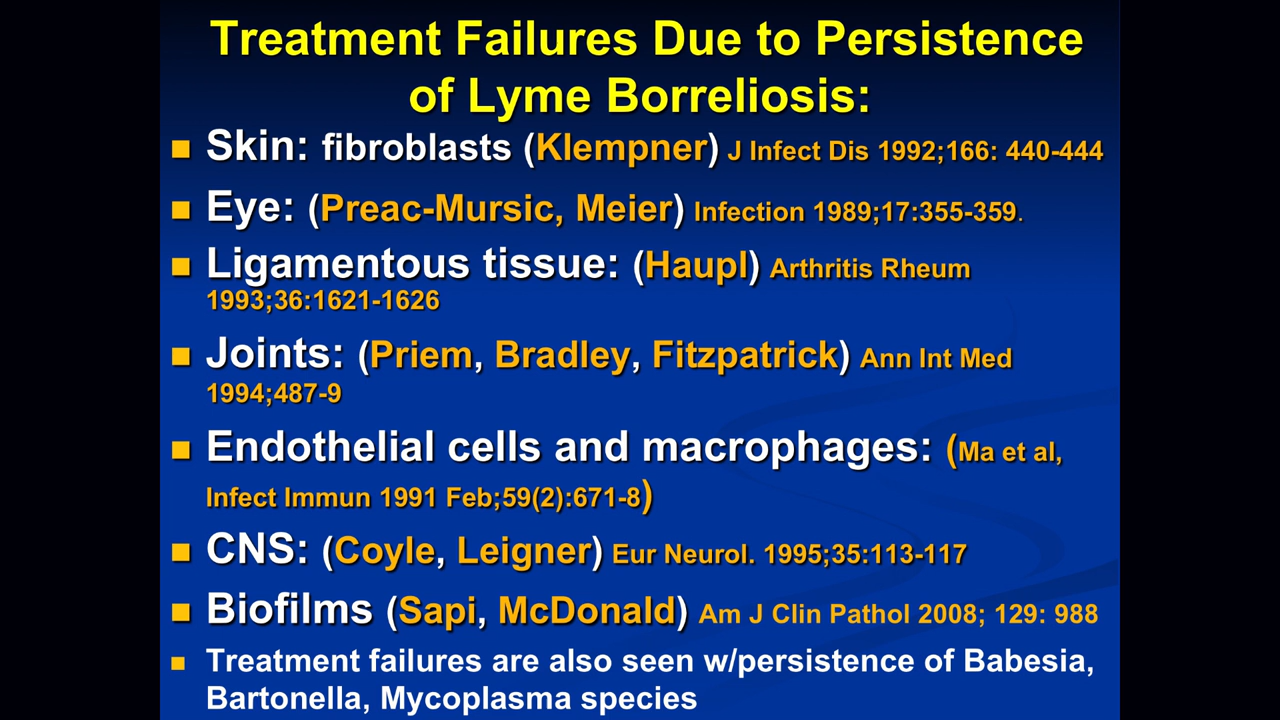 Treatment Failures Due to Persistence
of Lyme Borreliosis:
Skin: fibroblasts (Klempner) J Infect Dis 1992;166: 440-444
Eye: (Preac-Mursic, Meier) Infection 1989;17:355-359.
Ligamentous tissue: (Haupl) Arthritis Rheum
1993;36:1621-1626
Joints: (Priem, Bradley, Fitzpatrick) Ann Int Med
1994;487-9
Endothelial cells and macrophages: (Ma et al,
Infect Immun 1991 Feb;59(2):671-8)
CNS: (Coyle, Leigner) Eur Neurol. 1995;35:113-117
Biofilms (Sapi, McDonald) Am J Clin Pathol 2008; 129: 988
Treatment failures are also seen w/persistence of Babesia,
Bartonella, Mycoplasma species